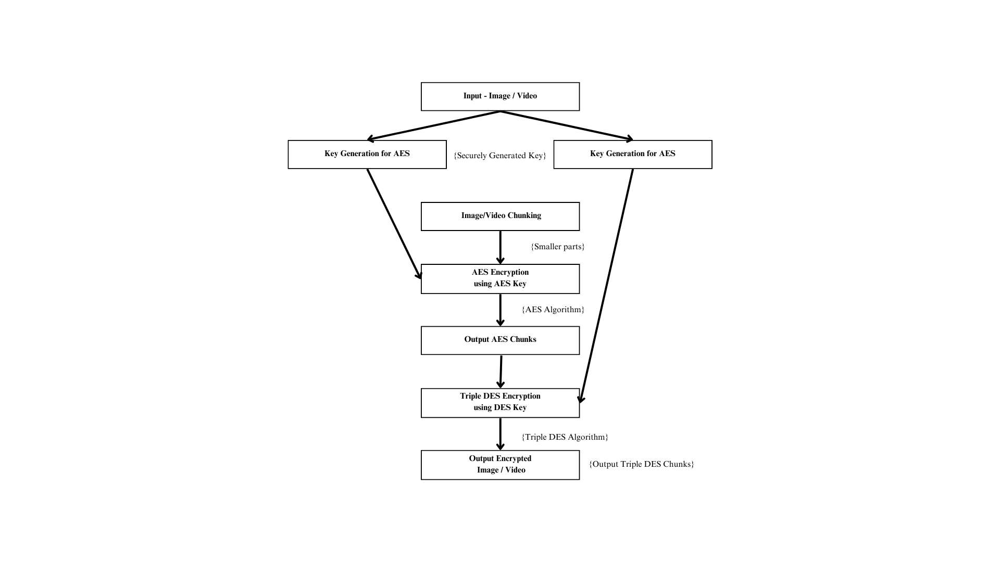 Input - Image / Video
Key Generation for AES
{Securely Generated Key}
Key Generation for AES
Image/Video Chunking
{Smaller parts}
AES Encryption
using AES Key
{AES Algorithm}
Output AES Chunks
Triple DES Encryption
using DES Key
{Triple DES Algorithm}
Output Encrypted
Image / Video
{Output Triple DES Chunks}